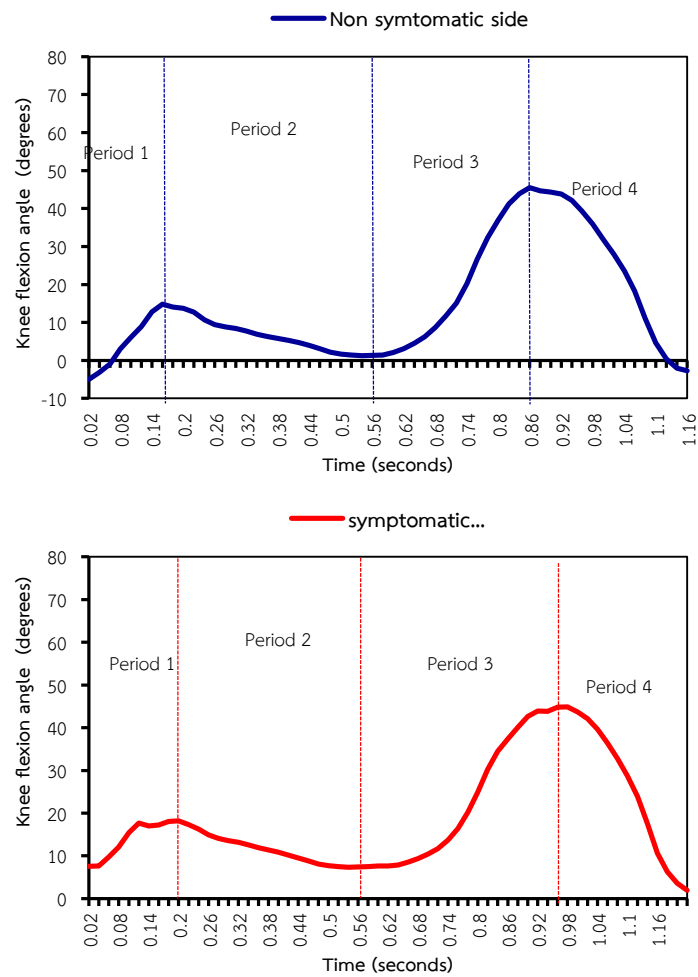 Non symtomatic side
80
70
60
50
40
30
20
10
0
-10
Knee flexion angle (degrees)
Period 1
Period 2
Period 3
Period 4
0.02 0.08 0.14 0.2 0.26 0.32 0.38 0.44 0.5 0.56 0.62 0.68 0.74 0.8 0.86 0.92 0.98 1.04 1.1 1.16
Time (seconds)
symptomatic...
80
70
60
50
40
30
20
10
0
Knee flexion angle (degrees)
Period 1
Period 2
Period 3
Period 4
0.02 0.08 0.14 0.2 0.26 0.32 0.38 0.44 0.5 0.56 0.62 0.68 0.74 0.8 0.86 0.92 0.98 1.04 1.1 1.16
Time (seconds)